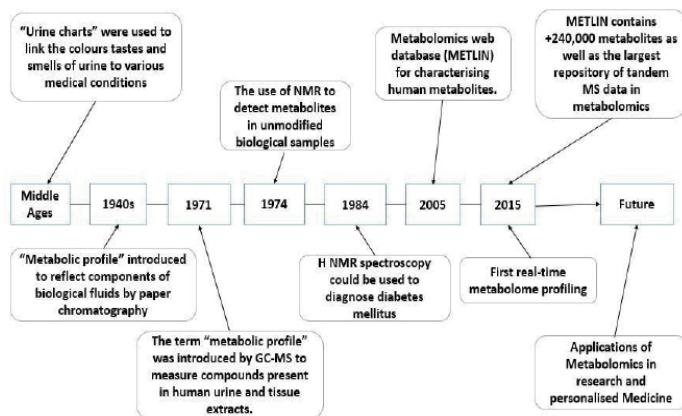 “Urine charts” were used to
link the colours tastes and
smells of urine to various
medical conditions
The use of NMR to
detect metabolites
in unmodified
biological samples
Metabolomics web
database (METLIN)
for characterising
human metabolites.
METLIN contains
+240,000 metabolites as
well as the largest
repository of tandem
MS data in
metabolomics
Middle
Ages
1940s
1971
1974
1984
2005
2015
Future
“Metabolic profile” introduced
to reflect components of
biological fluids by paper
chromatography
The term “metabolic profile”
was introduced by GC-MS to
measure compounds present
in human urine and tissue
extracts.
H NMR spectroscopy
could be used to
diagnose diabetes
mellitus
First real-time
metabolome profiling
Applications of
Metabolomics in
research and
personalised Medicine